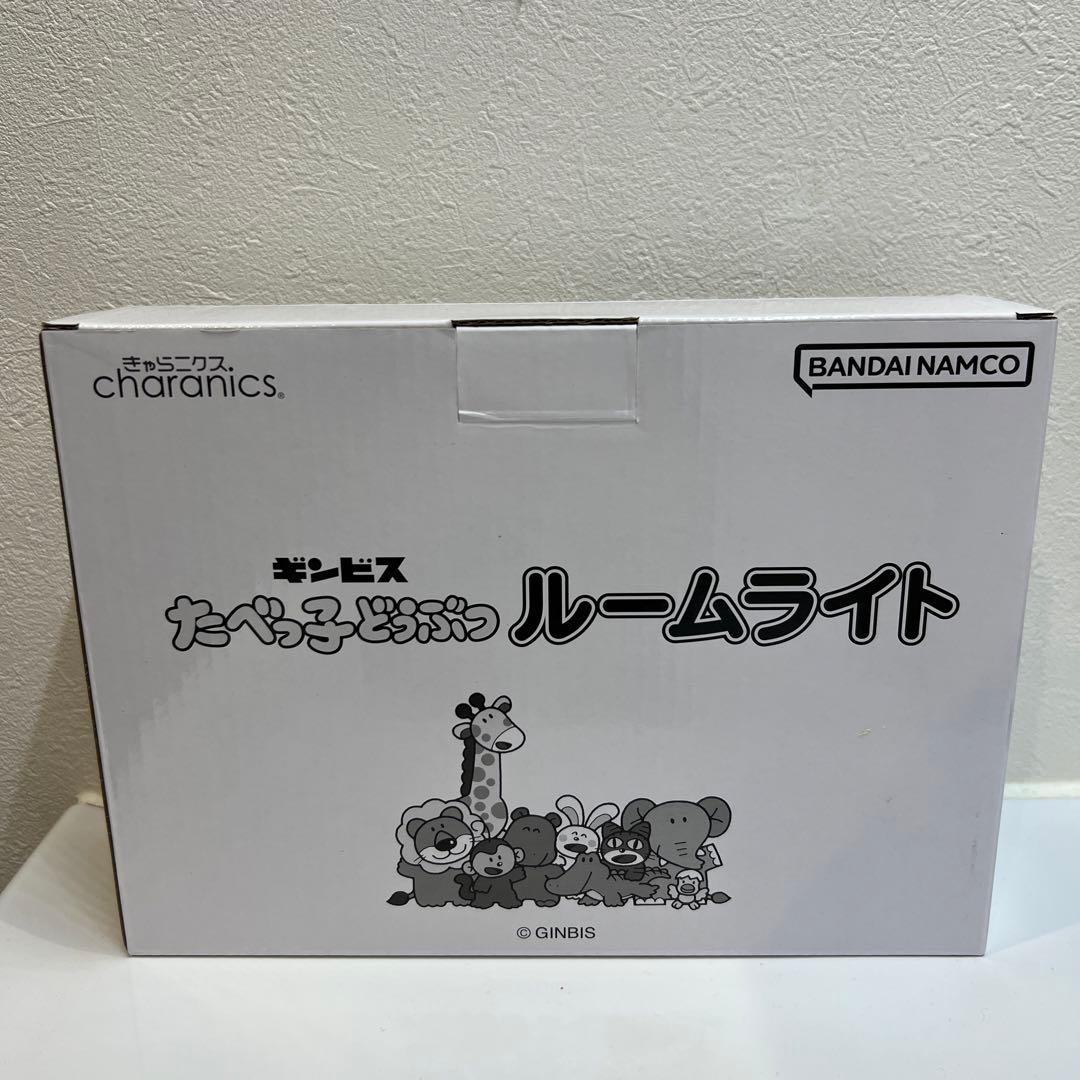 きゃらニクス
charanics®
BANDAI NAMCO
ギンビス
たべっ子どうぶつ ルームライト
© GINBIS